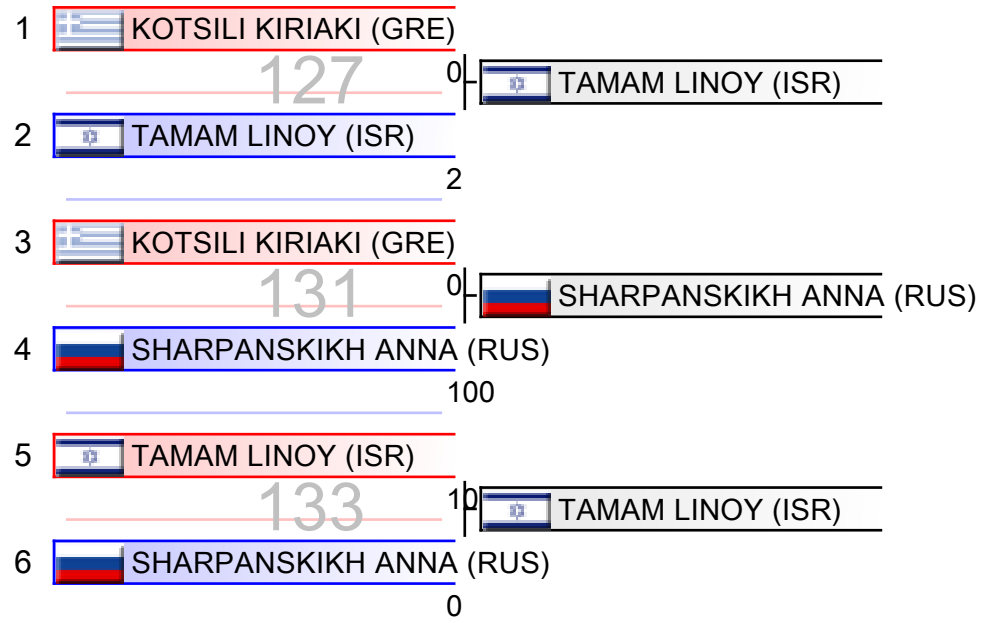 1 KOTSILI KIRIAKI (GRE)
127 0 TAMAM LINOY (ISR)
2 TAMAM LINOY (ISR)
2
3 KOTSILI KIRIAKI (GRE)
131 0 SHARPANSKIKH ANNA (RUS)
4 SHARPANSKIKH ANNA (RUS)
100
5 TAMAM LINOY (ISR)
133 10 TAMAM LINOY (ISR)
6 SHARPANSKIKH ANNA (RUS)
0